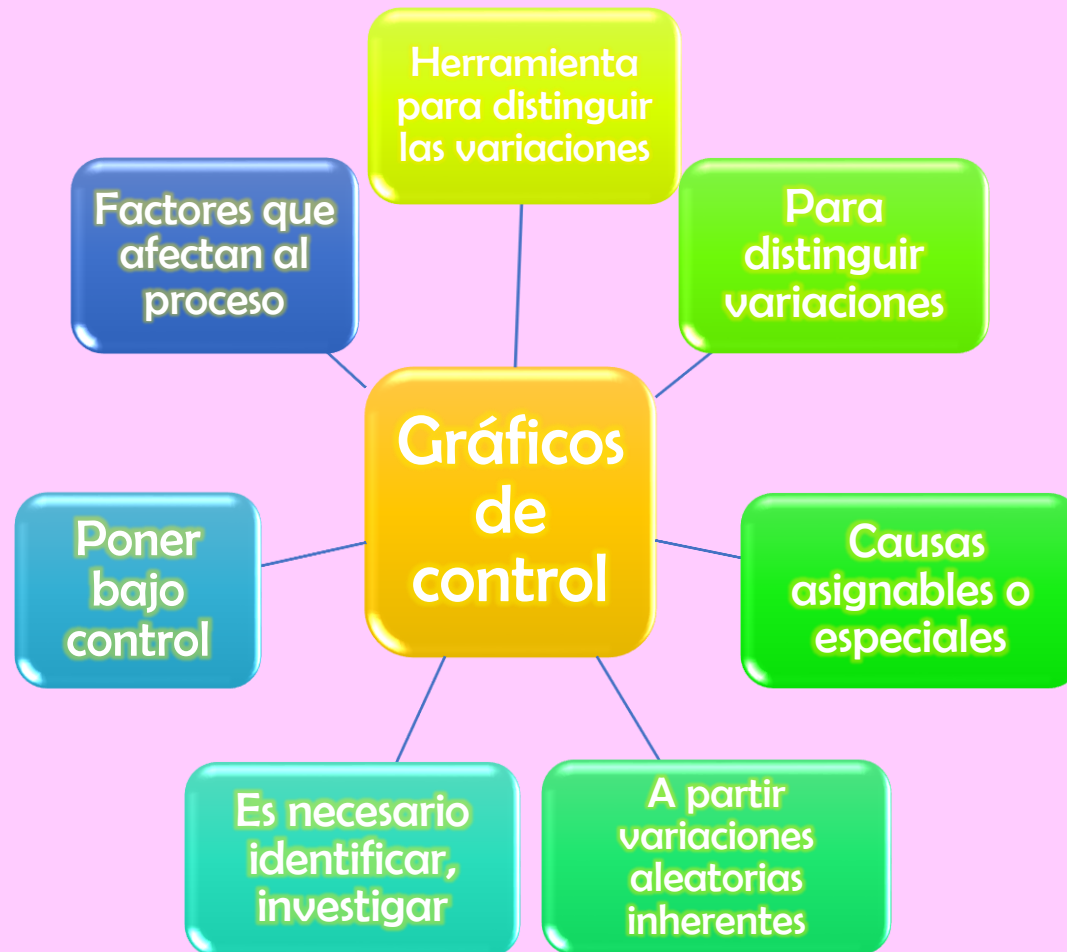 Herramienta
para distinguir
las variaciones
Para
distinguir
variaciones
Causas
asignables o
especiales
A partir
variaciones
aleatorias
inherentes
Es necesario
identificar,
investigar
Poner
bajo
control
Factores que
afectan al
proceso
Gráficos
de
control